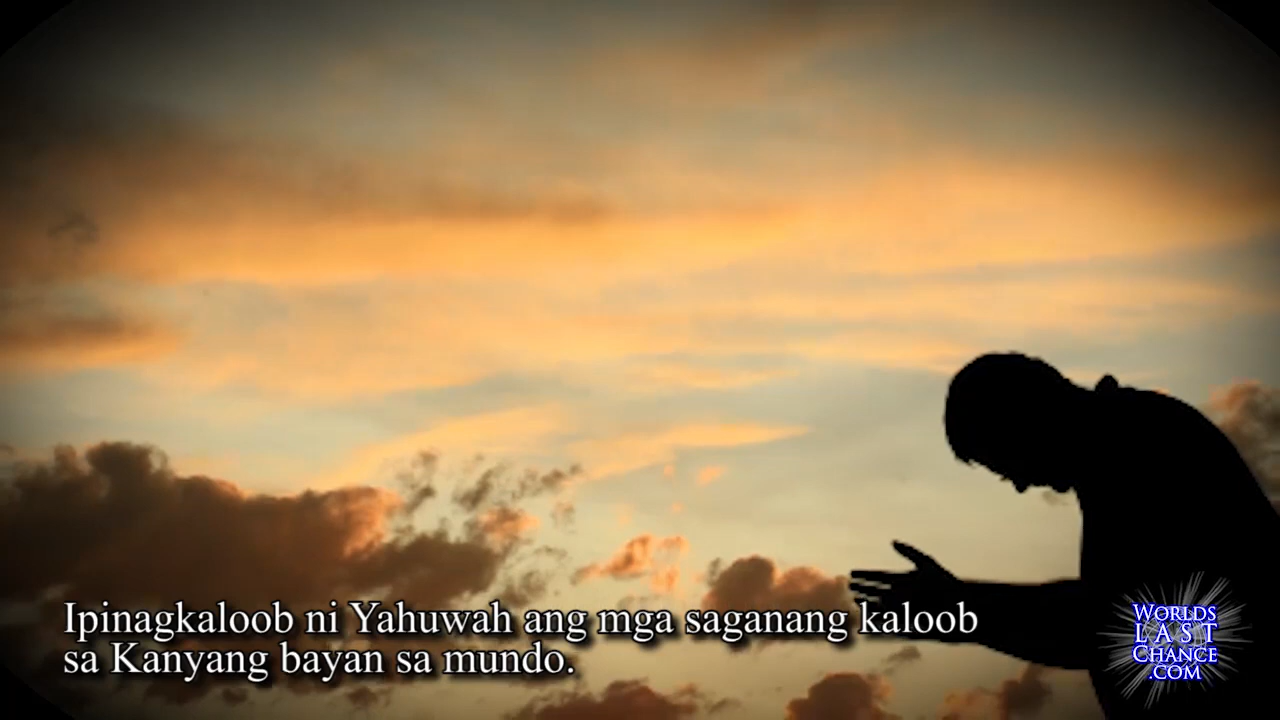 Ipinagkaloob ni Yahuwah ang mga saganang kaloob
sa Kanyang bayan sa mundo.
WORLDS
LAST
CHANCE
.COM